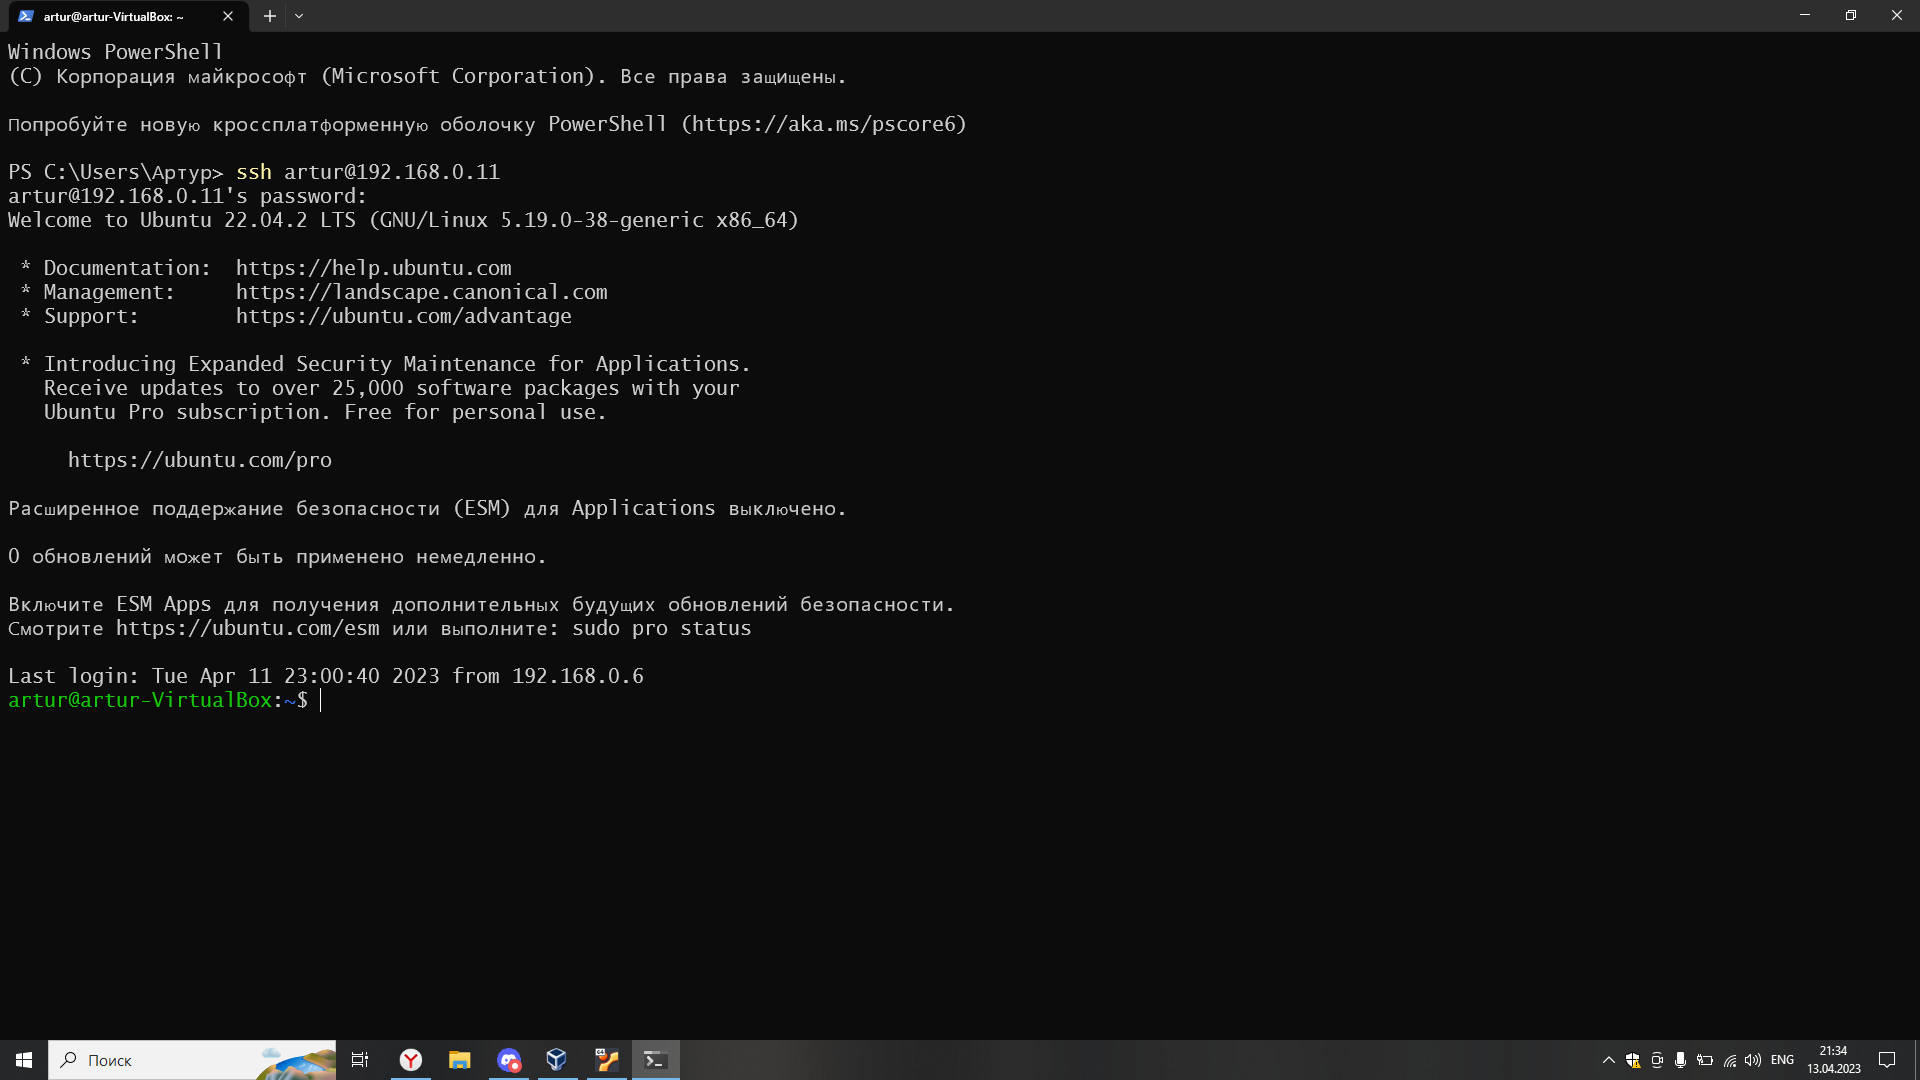 artur@artur-VirtualBox: ~
Windows PowerShell
(C) Корпорация майкрософт (Microsoft Corporation). Все права защищены.
Попробуйте новую кроссплатформенную оболочку PowerShell (https://aka.ms/pscore6)
PS C:\Users\Артур> ssh artur@192.168.0.11
artur@192.168.0.11's password:
Welcome to Ubuntu 22.04.2 LTS (GNU/Linux 5.19.0-38-generic x86_64)
* Documentation:  https://help.ubuntu.com
* Management:     https://landscape.canonical.com
* Support:        https://ubuntu.com/advantage
* Introducing Expanded Security Maintenance for Applications.
Receive updates to over 25,000 software packages with your
Ubuntu Pro subscription. Free for personal use.
https://ubuntu.com/pro
Расширенное поддержание безопасности (ESM) для Applications выключено.
0 обновлений может быть применено немедленно.
Включите ESM Apps для получения дополнительных будущих обновлений безопасности.
Смотрите https://ubuntu.com/esm или выполните: sudo pro status
Last login: Tue Apr 11 23:00:40 2023 from 192.168.0.6
artur@artur-VirtualBox:~$
Поиск
ENG
21:34
13.04.2023